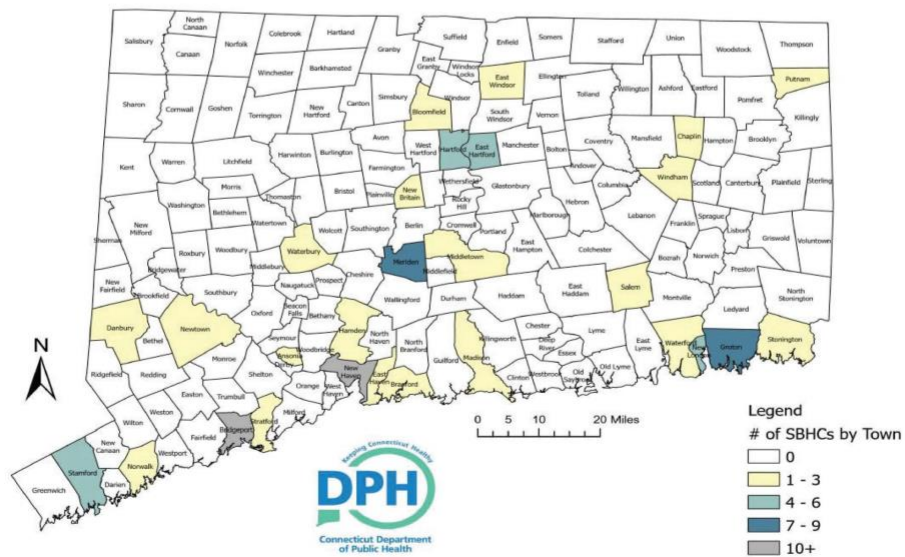 North
Canaan
Salisbury
Canaan
Norfolk
Colebrook
Hartland
Granby
Suffield
Enfield
Somers
Stafford
Union
Woodstock
Thompson
East
Granby
Windsor
Locks
East
Windsor
Ellington
Putnam
Winchester
Barkhamsted
Sharon
Cornwall
Goshen
Torrington
New
Hartford
Canton
Simsbury
Bloomfield
Windsor
South
Windsor
Vernon
Tolland
Willington
Ashford
Eastford
Pomfret
Killingly
Kent
Warren
Litchfield
Harwinton
Burlington
Avon
Farmington
West
Hartford
Hartford
East
Hartford
Manchester
Bolton
Coventry
Andover
Mansfield
Chaplin
Hampton
Brooklyn
Morris
Washington
Bethlehem
Thomaston
Watertown
Bristol
Plainville
New
Britain
Wethersfield
Rocky
Hill
Glastonbury
Hebron
Columbia
Windham
Scotland
Canterbury
Plainfield
Sterling
Sherman
New
Milford
Roxbury
Woodbury
Wolcott
Southington
Berlin
Cromwell
Portland
Marlborough
Lebanon
Franklin
Sprague
Lisbon
Griswold
Voluntown
Bridgewater
Middlebury
Waterbury
Cheshire
Meriden
Middlefield
Middletown
East
Hampton
Colchester
Bozrah
Norwich
Preston
New
Fairfield
Brookfield
Southbury
Naugatuck
Prospect
Wallingford
Durham
Haddam
East
Haddam
Salem
Montville
North
Stonington
Ledyard
Danbury
Bethel
Newtown
Oxford
Beacon
Falls
Bethany
Hamden
North
Haven
North
Branford
Guilford
Madison
Killingworth
Chester
Deep
River
Essex
Lyme
East
Lyme
Waterford
New
London
Groton
Stonington
Seymour
Ansonia
Derby
Woodbridge
N
Ridgefield
Redding
Monroe
Shelton
Orange
New
Haven
West
Haven
East
Haven
Branford
Clinton
Westbrook
Old
Saybrook
Old Lyme
Easton
Trumbull
Weston
Wilton
Milford
Stratford
Bridgeport
Fairfield
Westport
New
Canaan
Norwalk
Darien
Stamford
Greenwich
0 5 10 20 Miles
Legend
# of SBHCs by Town
0
1 - 3
4 - 6
7 - 9
10+
Keeping Connecticut Healthy
DPH
Connecticut Department
of Public Health